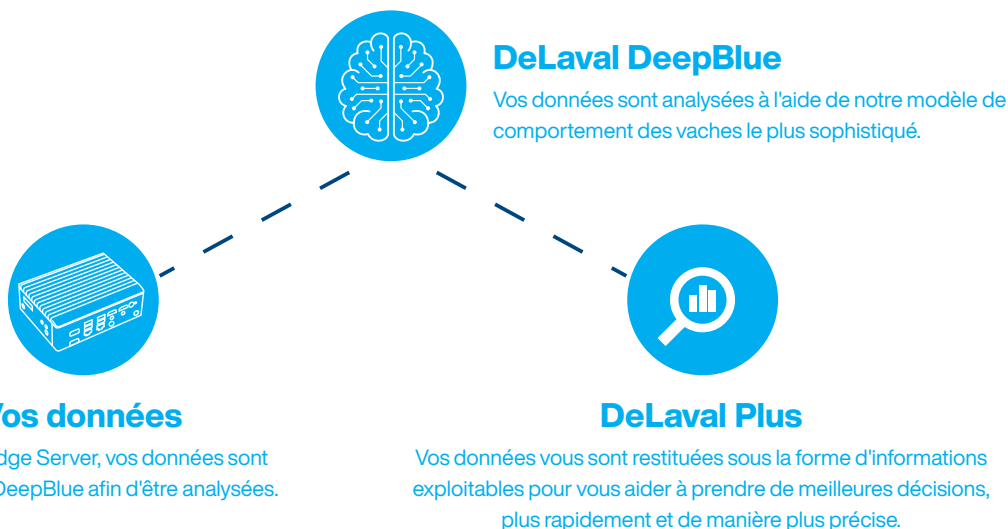 DeLaval DeepBlue
Vos données sont analysées à l'aide de notre modèle de
comportement des vaches le plus sophistiqué.
Vos données
dge Server, vos données sont
DeepBlue afin d'être analysées.
DeLaval Plus
Vos données vous sont restituées sous la forme d'informations
exploitables pour vous aider à prendre de meilleures décisions,
plus rapidement et de manière plus précise.